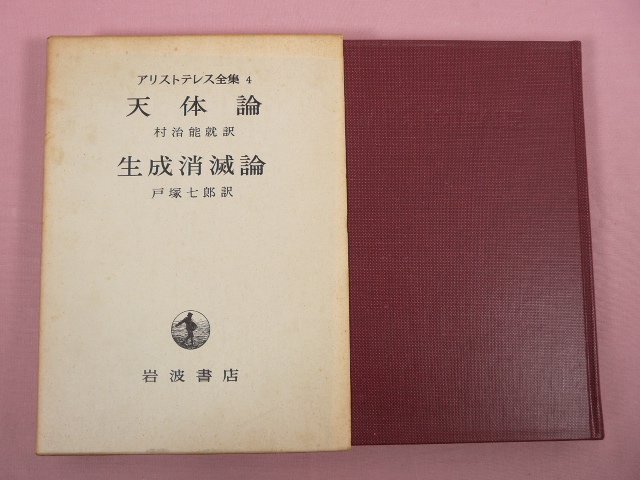 アリストテレス全集 4
天体論
村治能就訳
生成消滅論
戸塚七郎訳
岩波書店